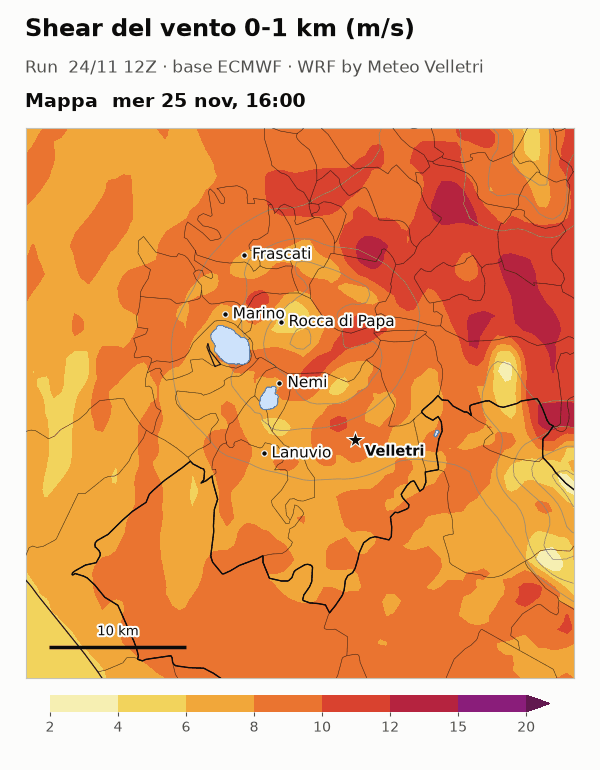 Shear del vento 0-1 km (m/s)
Run  24/11 12Z · base ECMWF · WRF by Meteo Velletri
Mappa  mer 25 nov, 16:00
Frascati
Marino
Rocca di Papa
Nemi
Velletri
Lanuvio
10 km
2 4 6 8 10 12 15 20